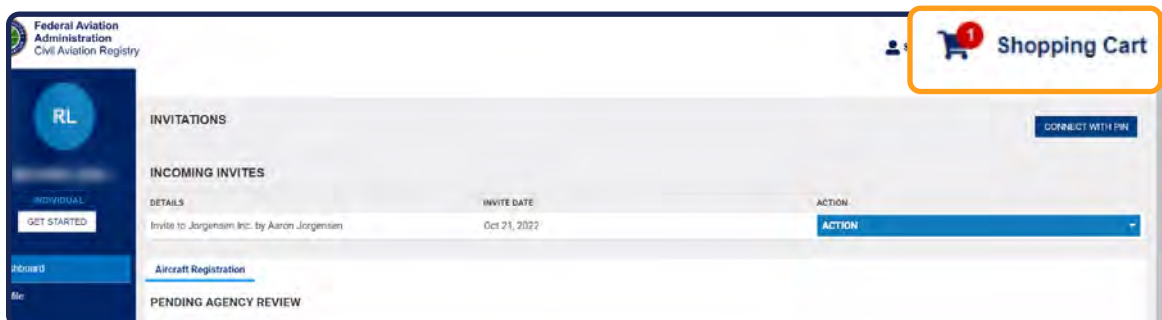 Federal Aviation
Administration
Civil Aviation Registry
1
Shopping Cart
RL
INVITATIONS
CONNECT WITH PIN
INCOMING INVITES
INDIVIDUAL
DETAILS
INVITE DATE
ACTION
GET STARTED
Invite to Jorgensen Inc. by Aaron Jorgensen
Oct 21, 2022
ACTION
shboard
Aircraft Registration
file
PENDING AGENCY REVIEW